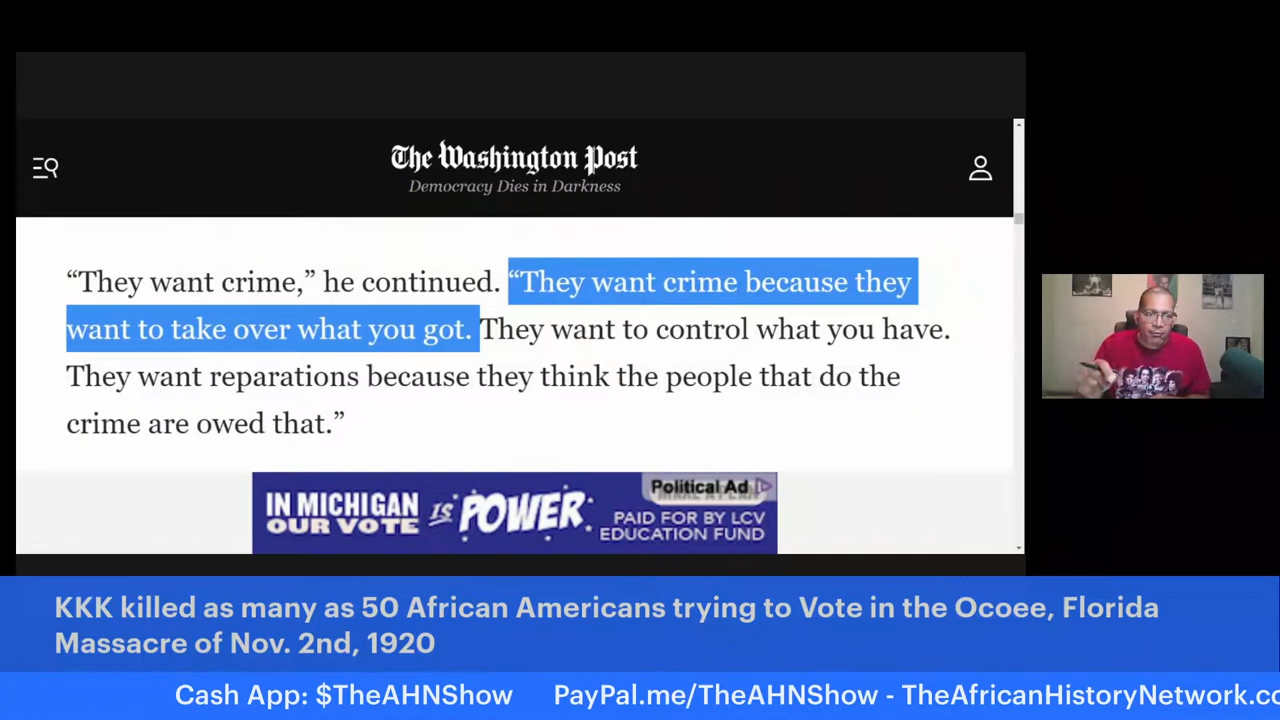 The Washington Post
Democracy Dies in Darkness
“They want crime,” he continued. “They want crime because they
want to take over what you got. They want to control what you have.
They want reparations because they think the people that do the
crime are owed that.”
Political Ad
IN MICHIGAN
OUR VOTE
IS POWER
PAID FOR BY LCV
EDUCATION FUND
KKK killed as many as 50 African Americans trying to Vote in the Ocoee, Florida
Massacre of Nov. 2nd, 1920
Cash App: $TheAHNShow PayPal.me/TheAHNShow - TheAfricanHistoryNetwork.co